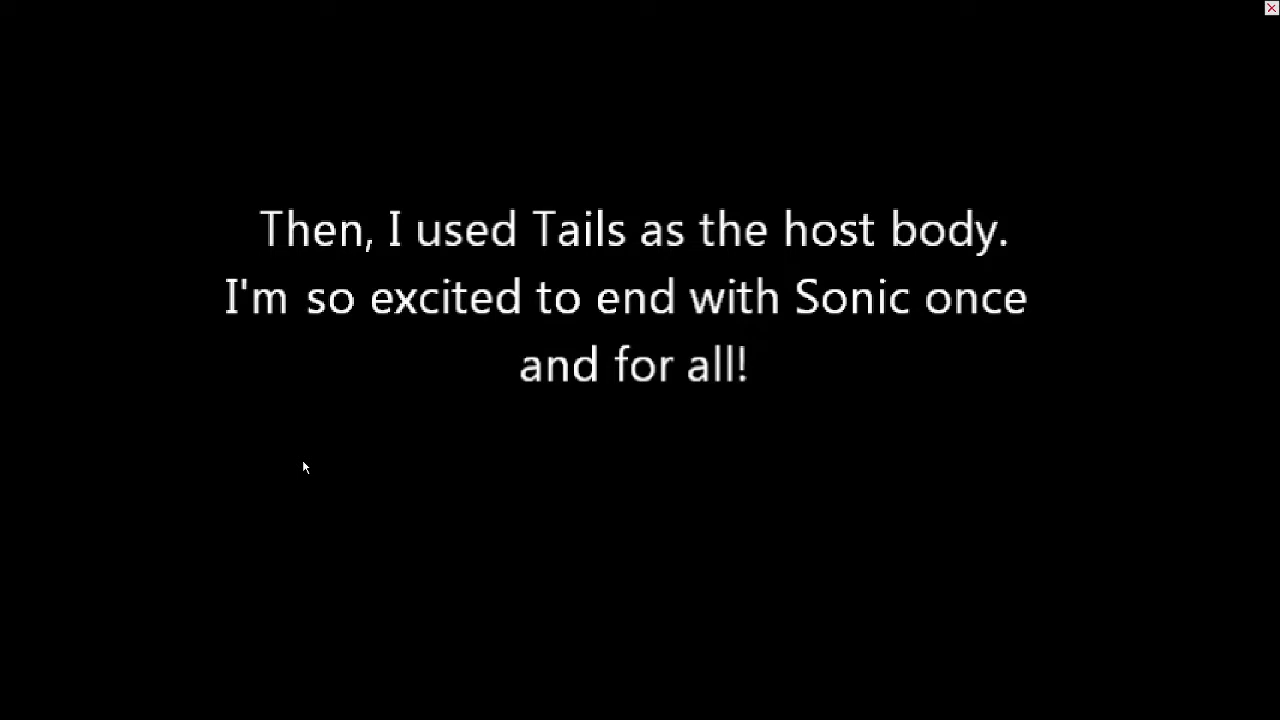 Then, I used Tails as the host body.
I'm so excited to end with Sonic once
and for all!